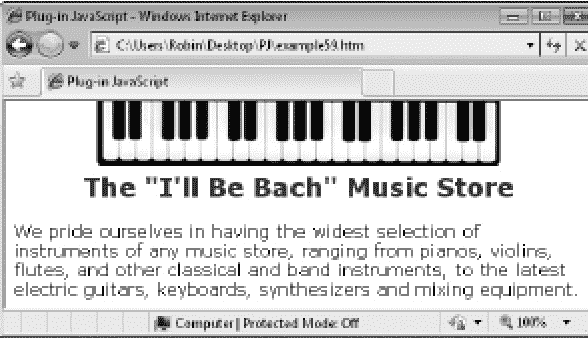 Plug-in JavaScript - Windows Internet Explorer
C:\Users\Robin\Desktop\PJ\example59.htm
Plug-in JavaScript
The "I'll Be Bach" Music Store
We pride ourselves in having the widest selection of
instruments of any music store, ranging from pianos, violins,
flutes, and other classical and band instruments, to the latest
electric guitars, keyboards, synthesizers and mixing equipment.
Computer | Protected Mode: Off
100%